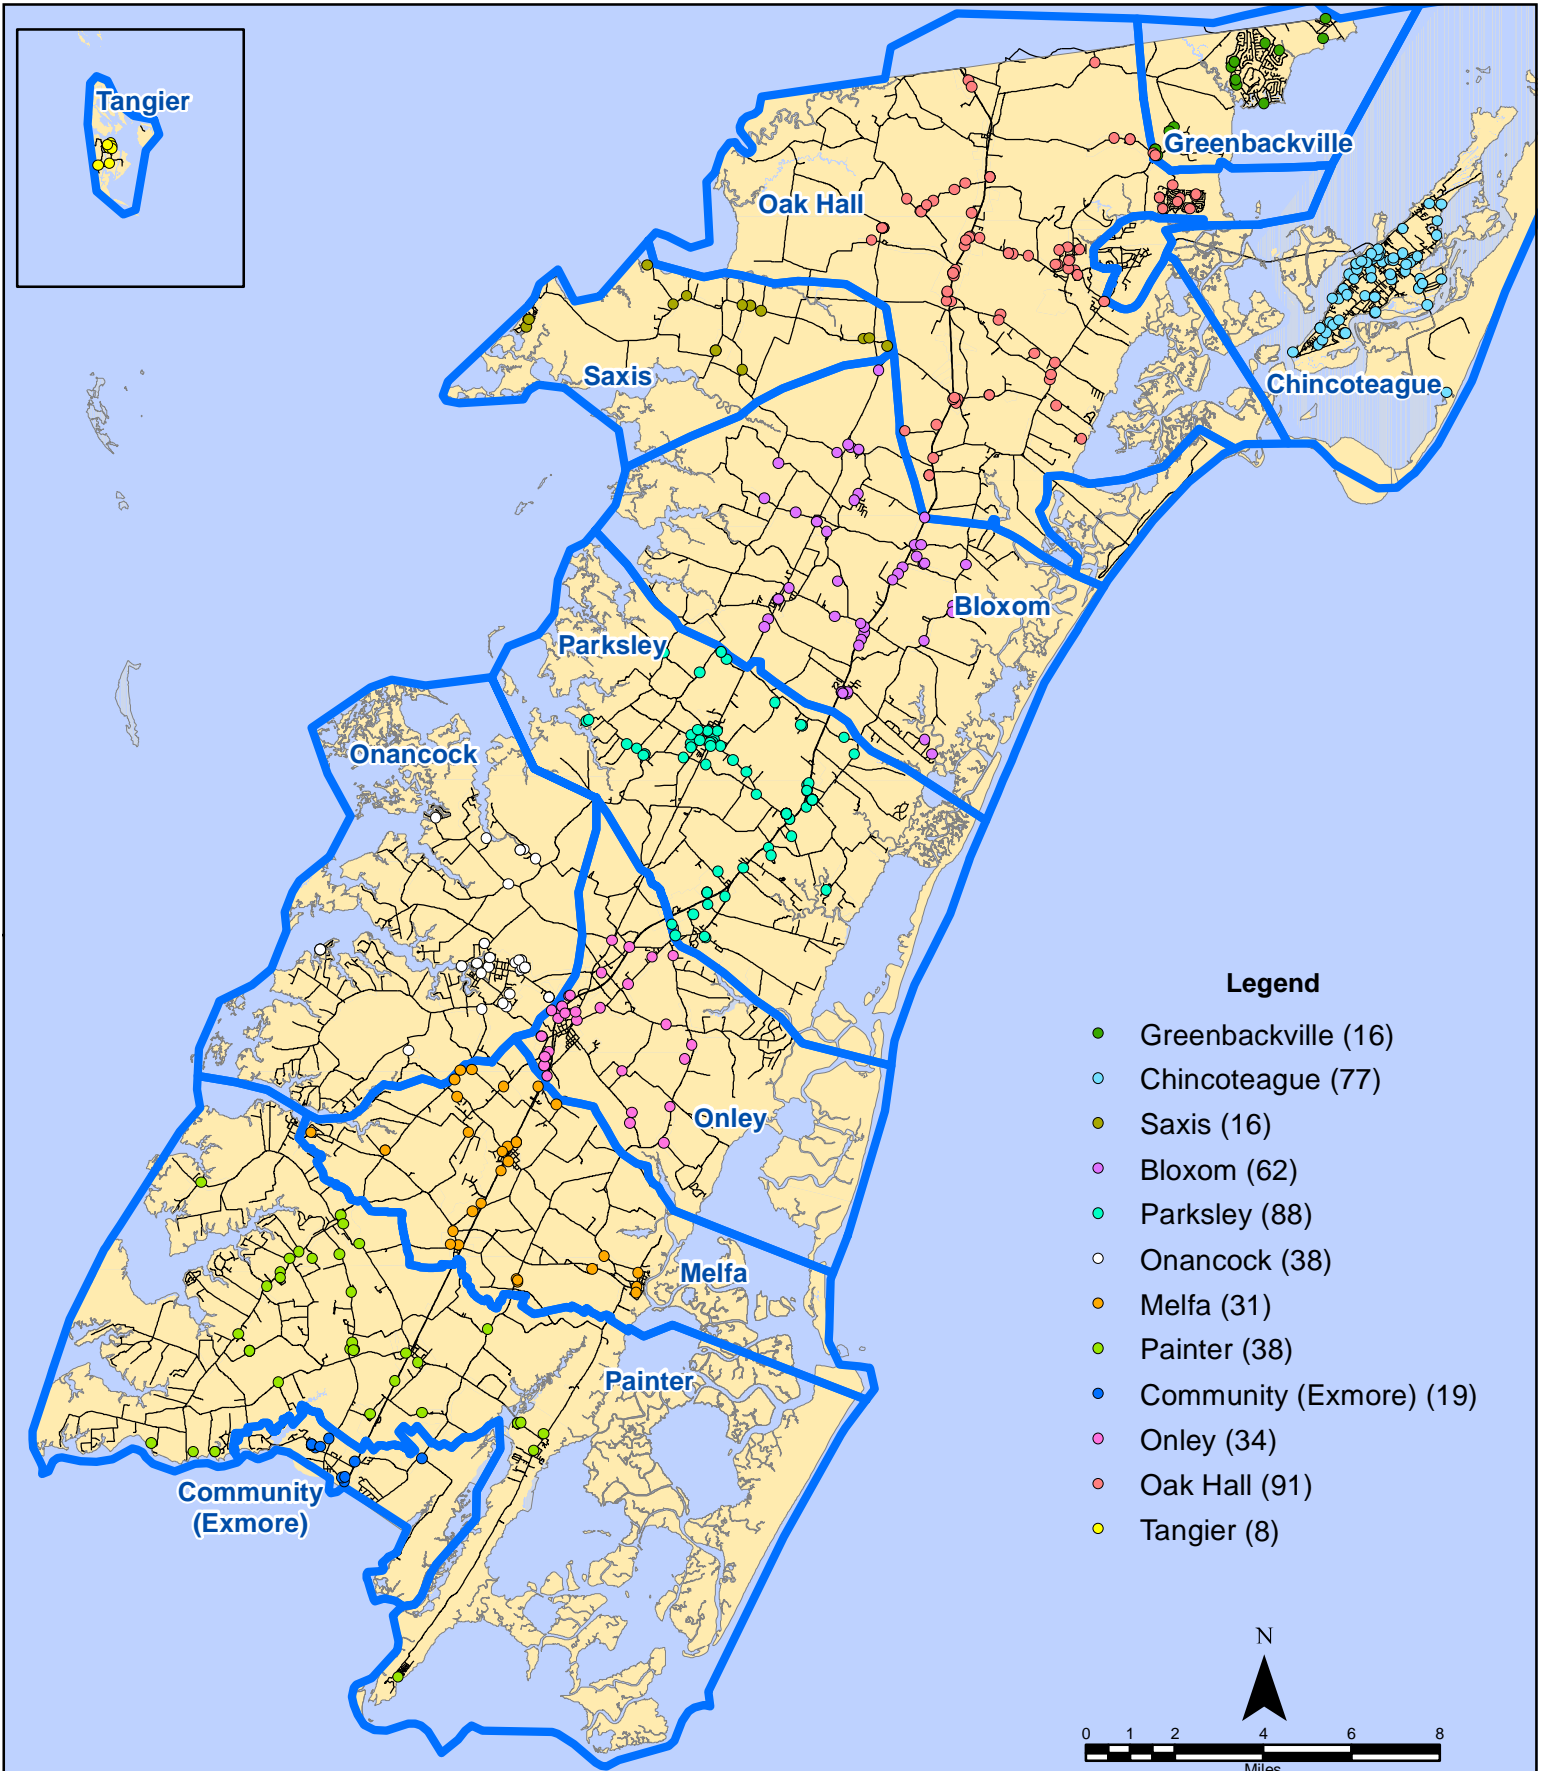 Tangier
Greenbackville
Oak Hall
Saxis
Chincoteague
Bloxom
Parksley
Onancock
Onley
Melfa
Painter
Community
(Exmore)
Legend
Greenbackville (16)
Chincoteague (77)
Saxis (16)
Bloxom (62)
Parksley (88)
Onancock (38)
Melfa (31)
Painter (38)
Community (Exmore) (19)
Onley (34)
Oak Hall (91)
Tangier (8)
N
0 1 2 4 6 8
Miles